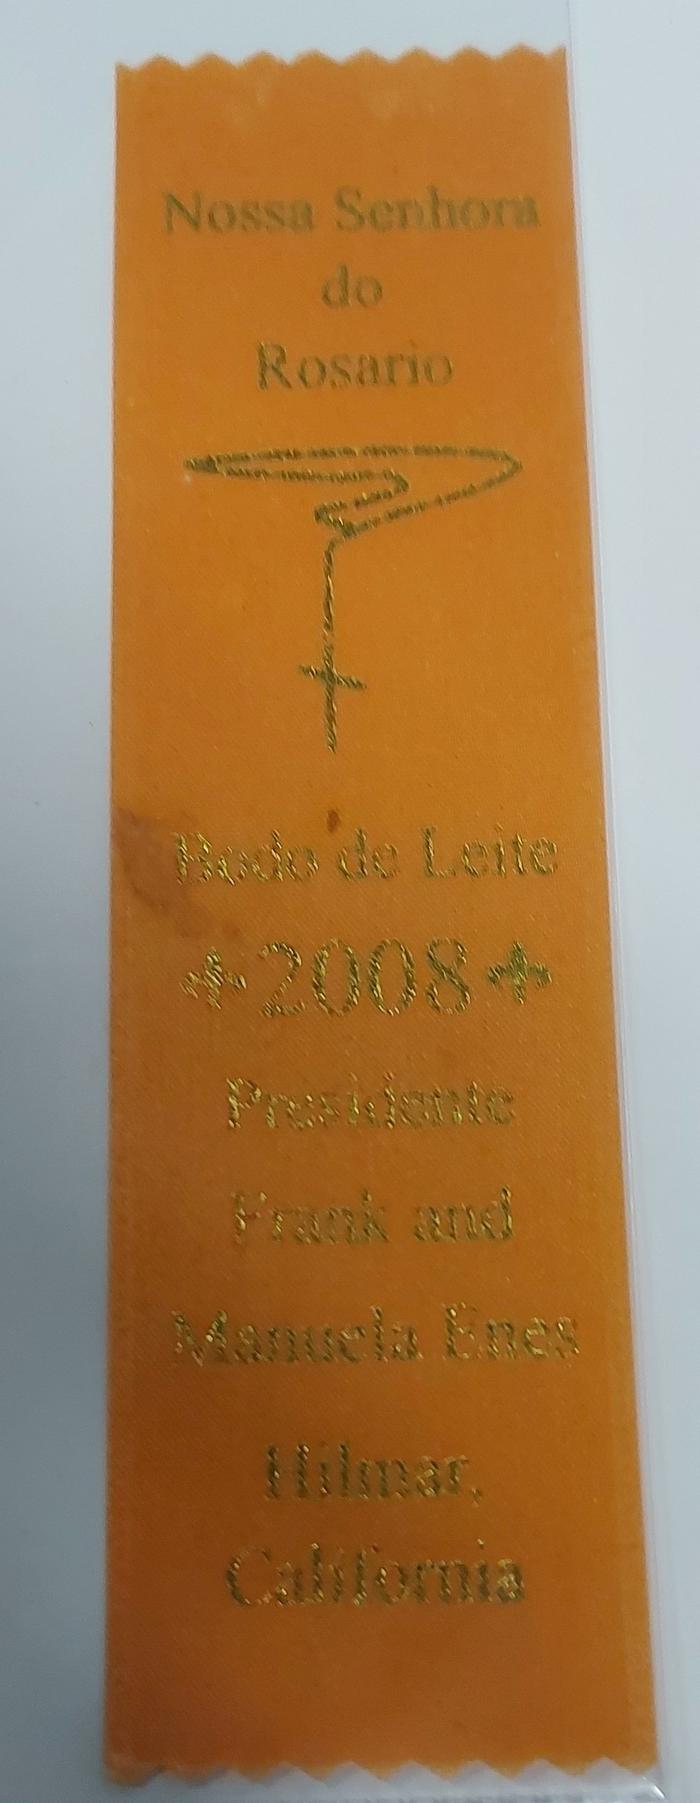 Nossa Senhora
do
Rosario
Bodo de Leite
2008
Presidente
Frank and
Manuela Enes
Hilmar,
California